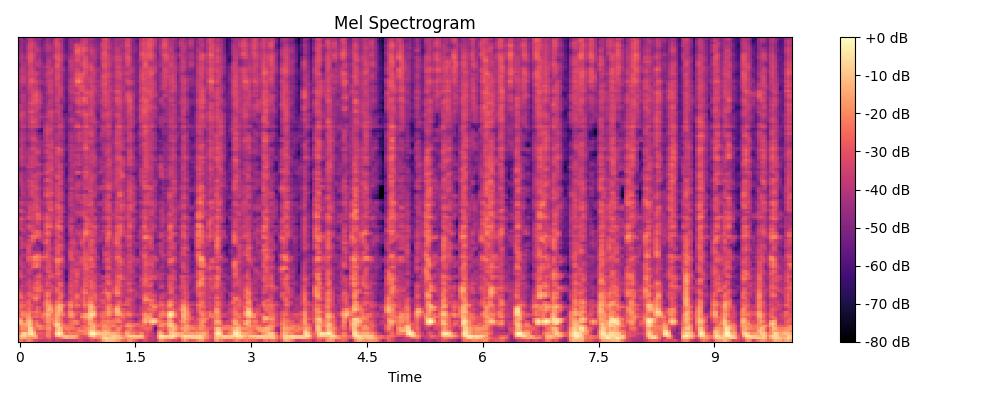 Mel Spectrogram
+0 dB
-10 dB
-20 dB
-30 dB
-40 dB
-50 dB
-60 dB
-70 dB
-80 dB
0 1.5 3 4.5 6 7.5 9
Time